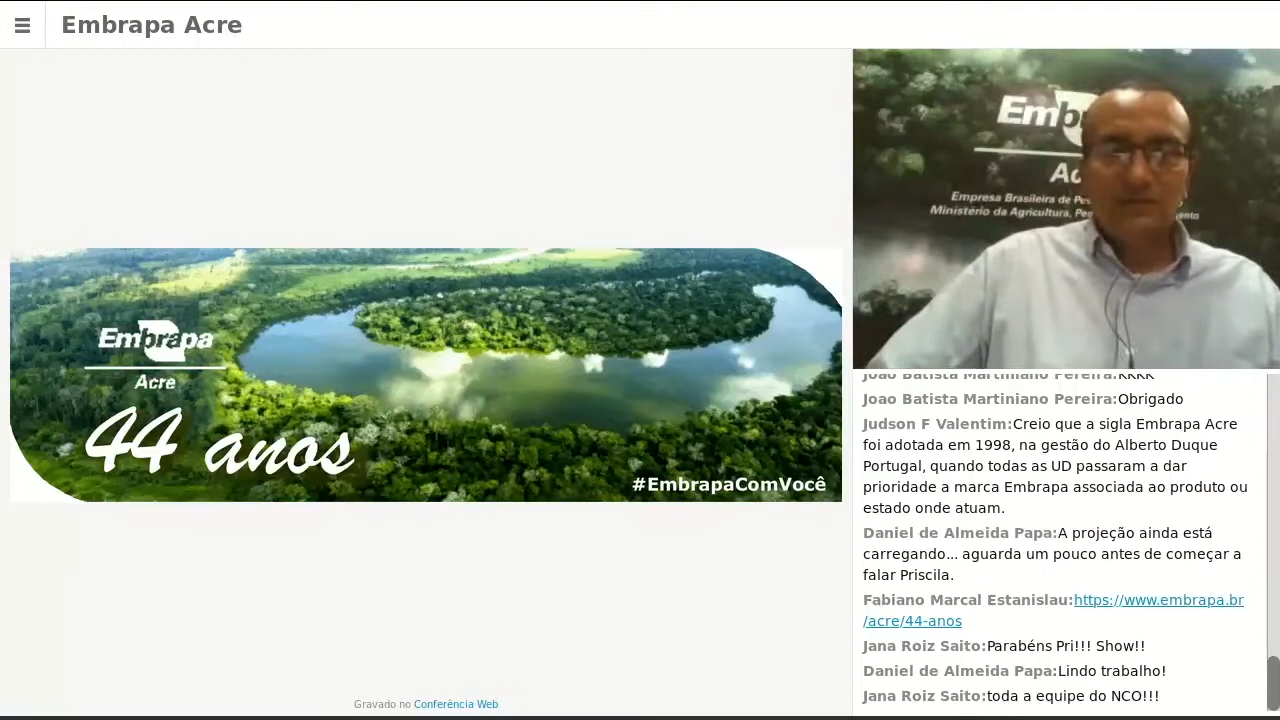 Embrapa Acre
Embrapa
Acre
44 anos
#EmbrapaComVocê
Gravado no Conferência Web
Empresa Brasileira de
Ministério da Agricultura,
Joao Batista Martiniano Pereira:KKKK
Joao Batista Martiniano Pereira:Obrigado
Judson F Valentim:Creio que a sigla Embrapa Acre
foi adotada em 1998, na gestão do Alberto Duque
Portugal, quando todas as UD passaram a dar
prioridade a marca Embrapa associada ao produto ou
estado onde atuam.
Daniel de Almeida Papa:A projeção ainda está
carregando... aguarda um pouco antes de começar a
falar Priscila.
Fabiano Marcal Estanislau:https://www.embrapa.br
/acre/44-anos
Jana Roiz Saito:Parabéns Pri!!! Show!!
Daniel de Almeida Papa:Lindo trabalho!
Jana Roiz Saito:toda a equipe do NCO!!!